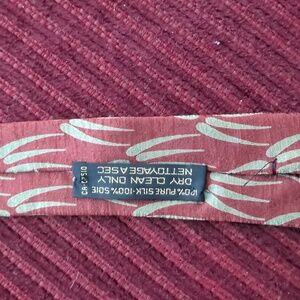 100% PURE SILK·100% SOIE
DRY CLEAN ONLY
NETTOYAGE A SEC